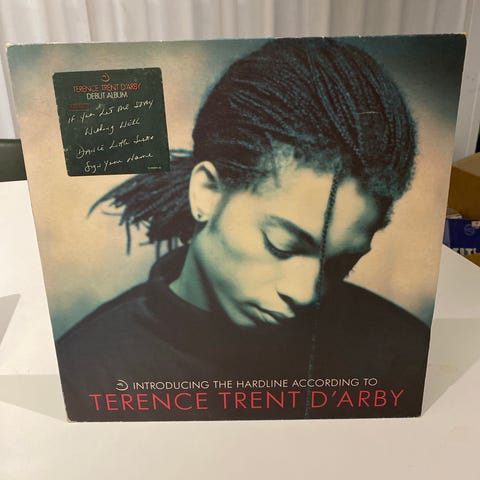 TERENCE TRENT D'ARBY
DEBUT ALBUM
If You Let Me Stay
Wishing Well
Dance Little Sister
Sign Your Name
INTRODUCING THE HARDLINE ACCORDING TO
TERENCE TRENT D'ARBY